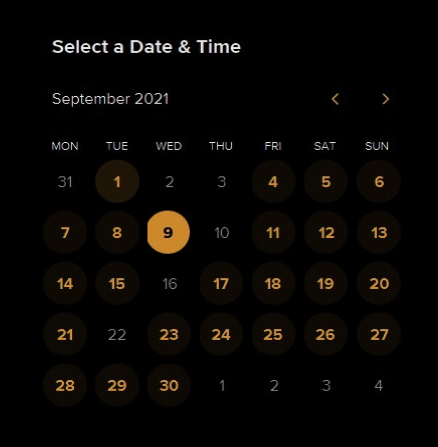 Select a Date & Time
September 2021
MON TUE WED THU FRI SAT SUN
31 1 2 3 4 5 6
7 8 9 10 11 12 13
14 15 16 17 18 19 20
21 22 23 24 25 26 27
28 29 30 1 2 3 4